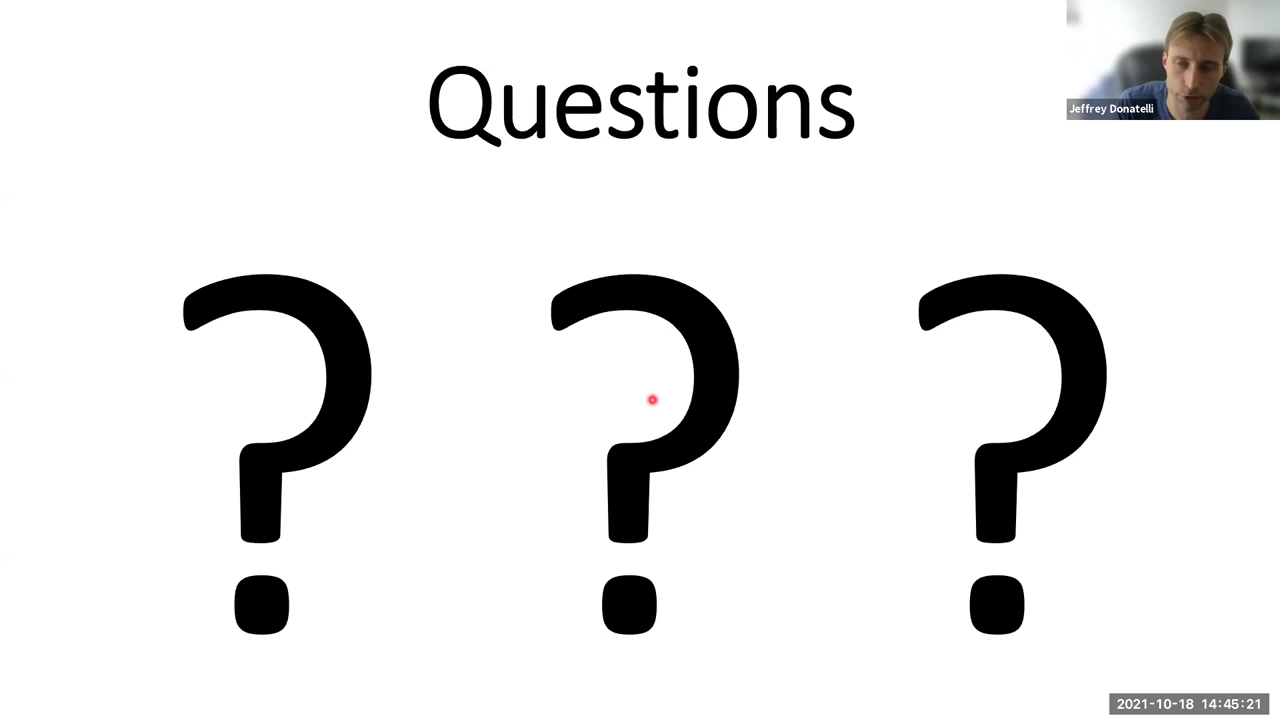 Questions
Jeffrey Donatelli
? ? ?
2021-10-18 14:45:21